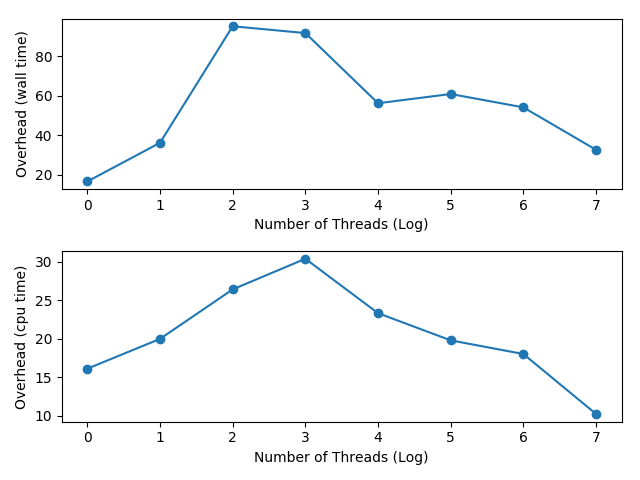 Overhead (wall time)
80
60
40
20
0 1 2 3 4 5 6 7
Number of Threads (Log)
Overhead (cpu time)
30
25
20
15
10
0 1 2 3 4 5 6 7
Number of Threads (Log)